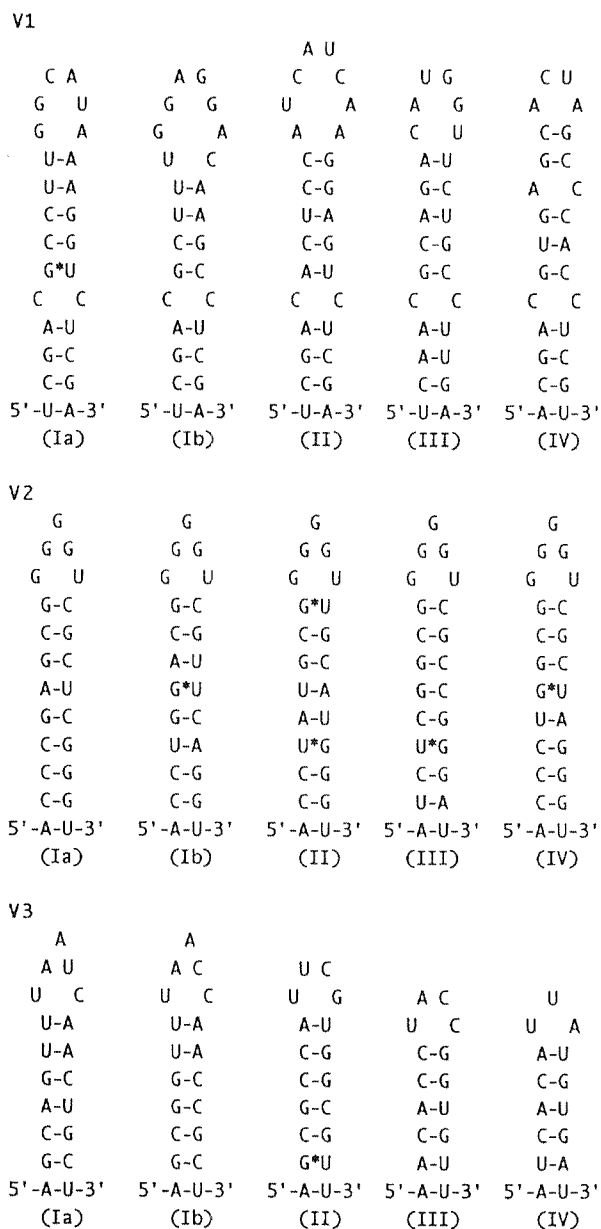 V1
A U
C A A G C C U G C U
G U G G U A A G A A
G A G A A A C U C-G
U-A U C C-G A-U G-C
U-A U-A C-G G-C A C
C-G U-A U-A A-U G-C
C-G C-G C-G C-G U-A
G*U G-C A-U G-C G-C
C C C C C C C C C C
A-U A-U A-U A-U A-U
G-C G-C G-C A-U G-C
C-G C-G C-G C-G C-G
5'-U-A-3' 5'-U-A-3' 5'-U-A-3' 5'-U-A-3' 5'-A-U-3'
(Ia) (Ib) (II) (III) (IV)
V2
G G G G G
G G G G G G G G G G
G U G U G U G U G U
G-C G-C G*U G-C G-C
C-G C-G C-G C-G C-G
G-C A-U G-C G-C G-C
A-U G*U U-A G-C G*U
G-C G-C A-U C-G U-A
C-G U-A U*G U*G C-G
C-G C-G C-G C-G C-G
C-G C-G C-G U-A C-G
5'-A-U-3' 5'-A-U-3' 5'-A-U-3' 5'-A-U-3' 5'-A-U-3'
(Ia) (Ib) (II) (III) (IV)
V3
A A
A U A C U C
U C U C U G A C U
U-A U-A A-U U C U A
U-A U-A C-G C-G A-U
G-C G-C C-G C-G C-G
A-U G-C G-C A-U A-U
C-G C-G C-G C-G C-G
G-C G-C G*U A-U U-A
5'-A-U-3' 5'-A-U-3' 5'-A-U-3' 5'-A-U-3' 5'-A-U-3'
(Ia) (Ib) (II) (III) (IV)